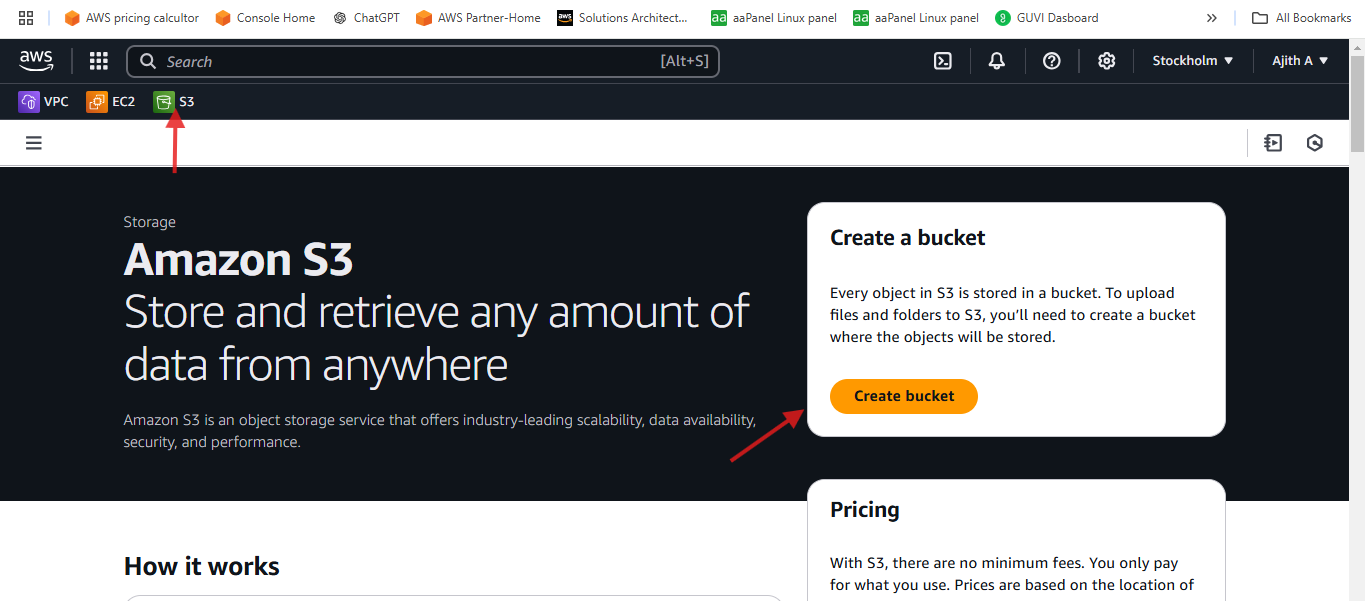 AWS pricing calcultor
Console Home
ChatGPT
AWS Partner-Home
aws
Solutions Architect...
aa
aaPanel Linux panel
aa
aaPanel Linux panel
GUVI Dasboard
All Bookmarks
aws
Search
[Alt+S]
Stockholm
Ajith A
VPC
EC2
S3
Storage
Amazon S3
Store and retrieve any amount of
data from anywhere
Amazon S3 is an object storage service that offers industry-leading scalability, data availability,
security, and performance.
Create a bucket
Every object in S3 is stored in a bucket. To upload
files and folders to S3, you’ll need to create a bucket
where the objects will be stored.
Create bucket
Pricing
With S3, there are no minimum fees. You only pay
for what you use. Prices are based on the location of
How it works